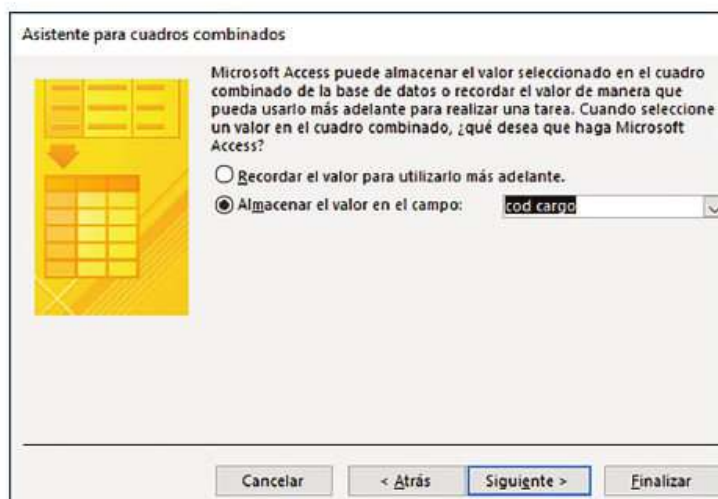 Asistente para cuadros combinados
Microsoft Access puede almacenar el valor seleccionado en el cuadro
combinado de la base de datos o recordar el valor de manera que
pueda usarlo más adelante para realizar una tarea. Cuando seleccione
un valor en el cuadro combinado, ¿qué desea que haga Microsoft
Access?
Recordar el valor para utilizarlo más adelante.
Almacenar el valor en el campo: cod cargo
Cancelar < Atrás Siguiente > Finalizar